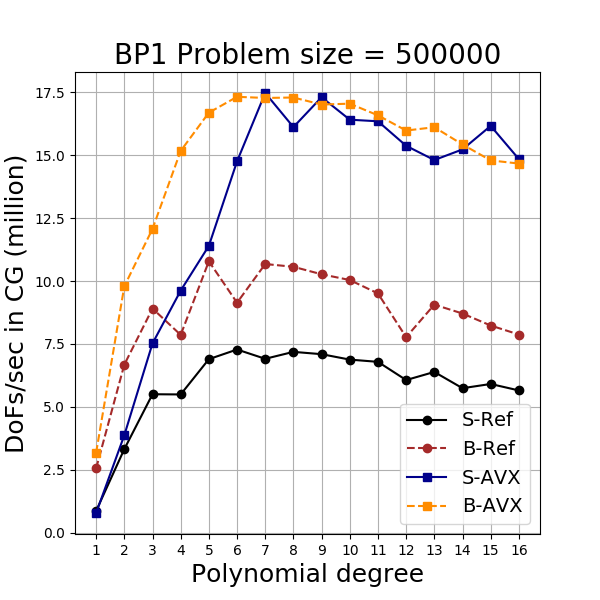 BP1 Problem size = 500000
DoFs/sec in CG (million)
17.5
15.0
12.5
10.0
7.5
5.0
2.5
0.0
S-Ref
B-Ref
S-AVX
B-AVX
1 2 3 4 5 6 7 8 9 10 11 12 13 14 15 16
Polynomial degree